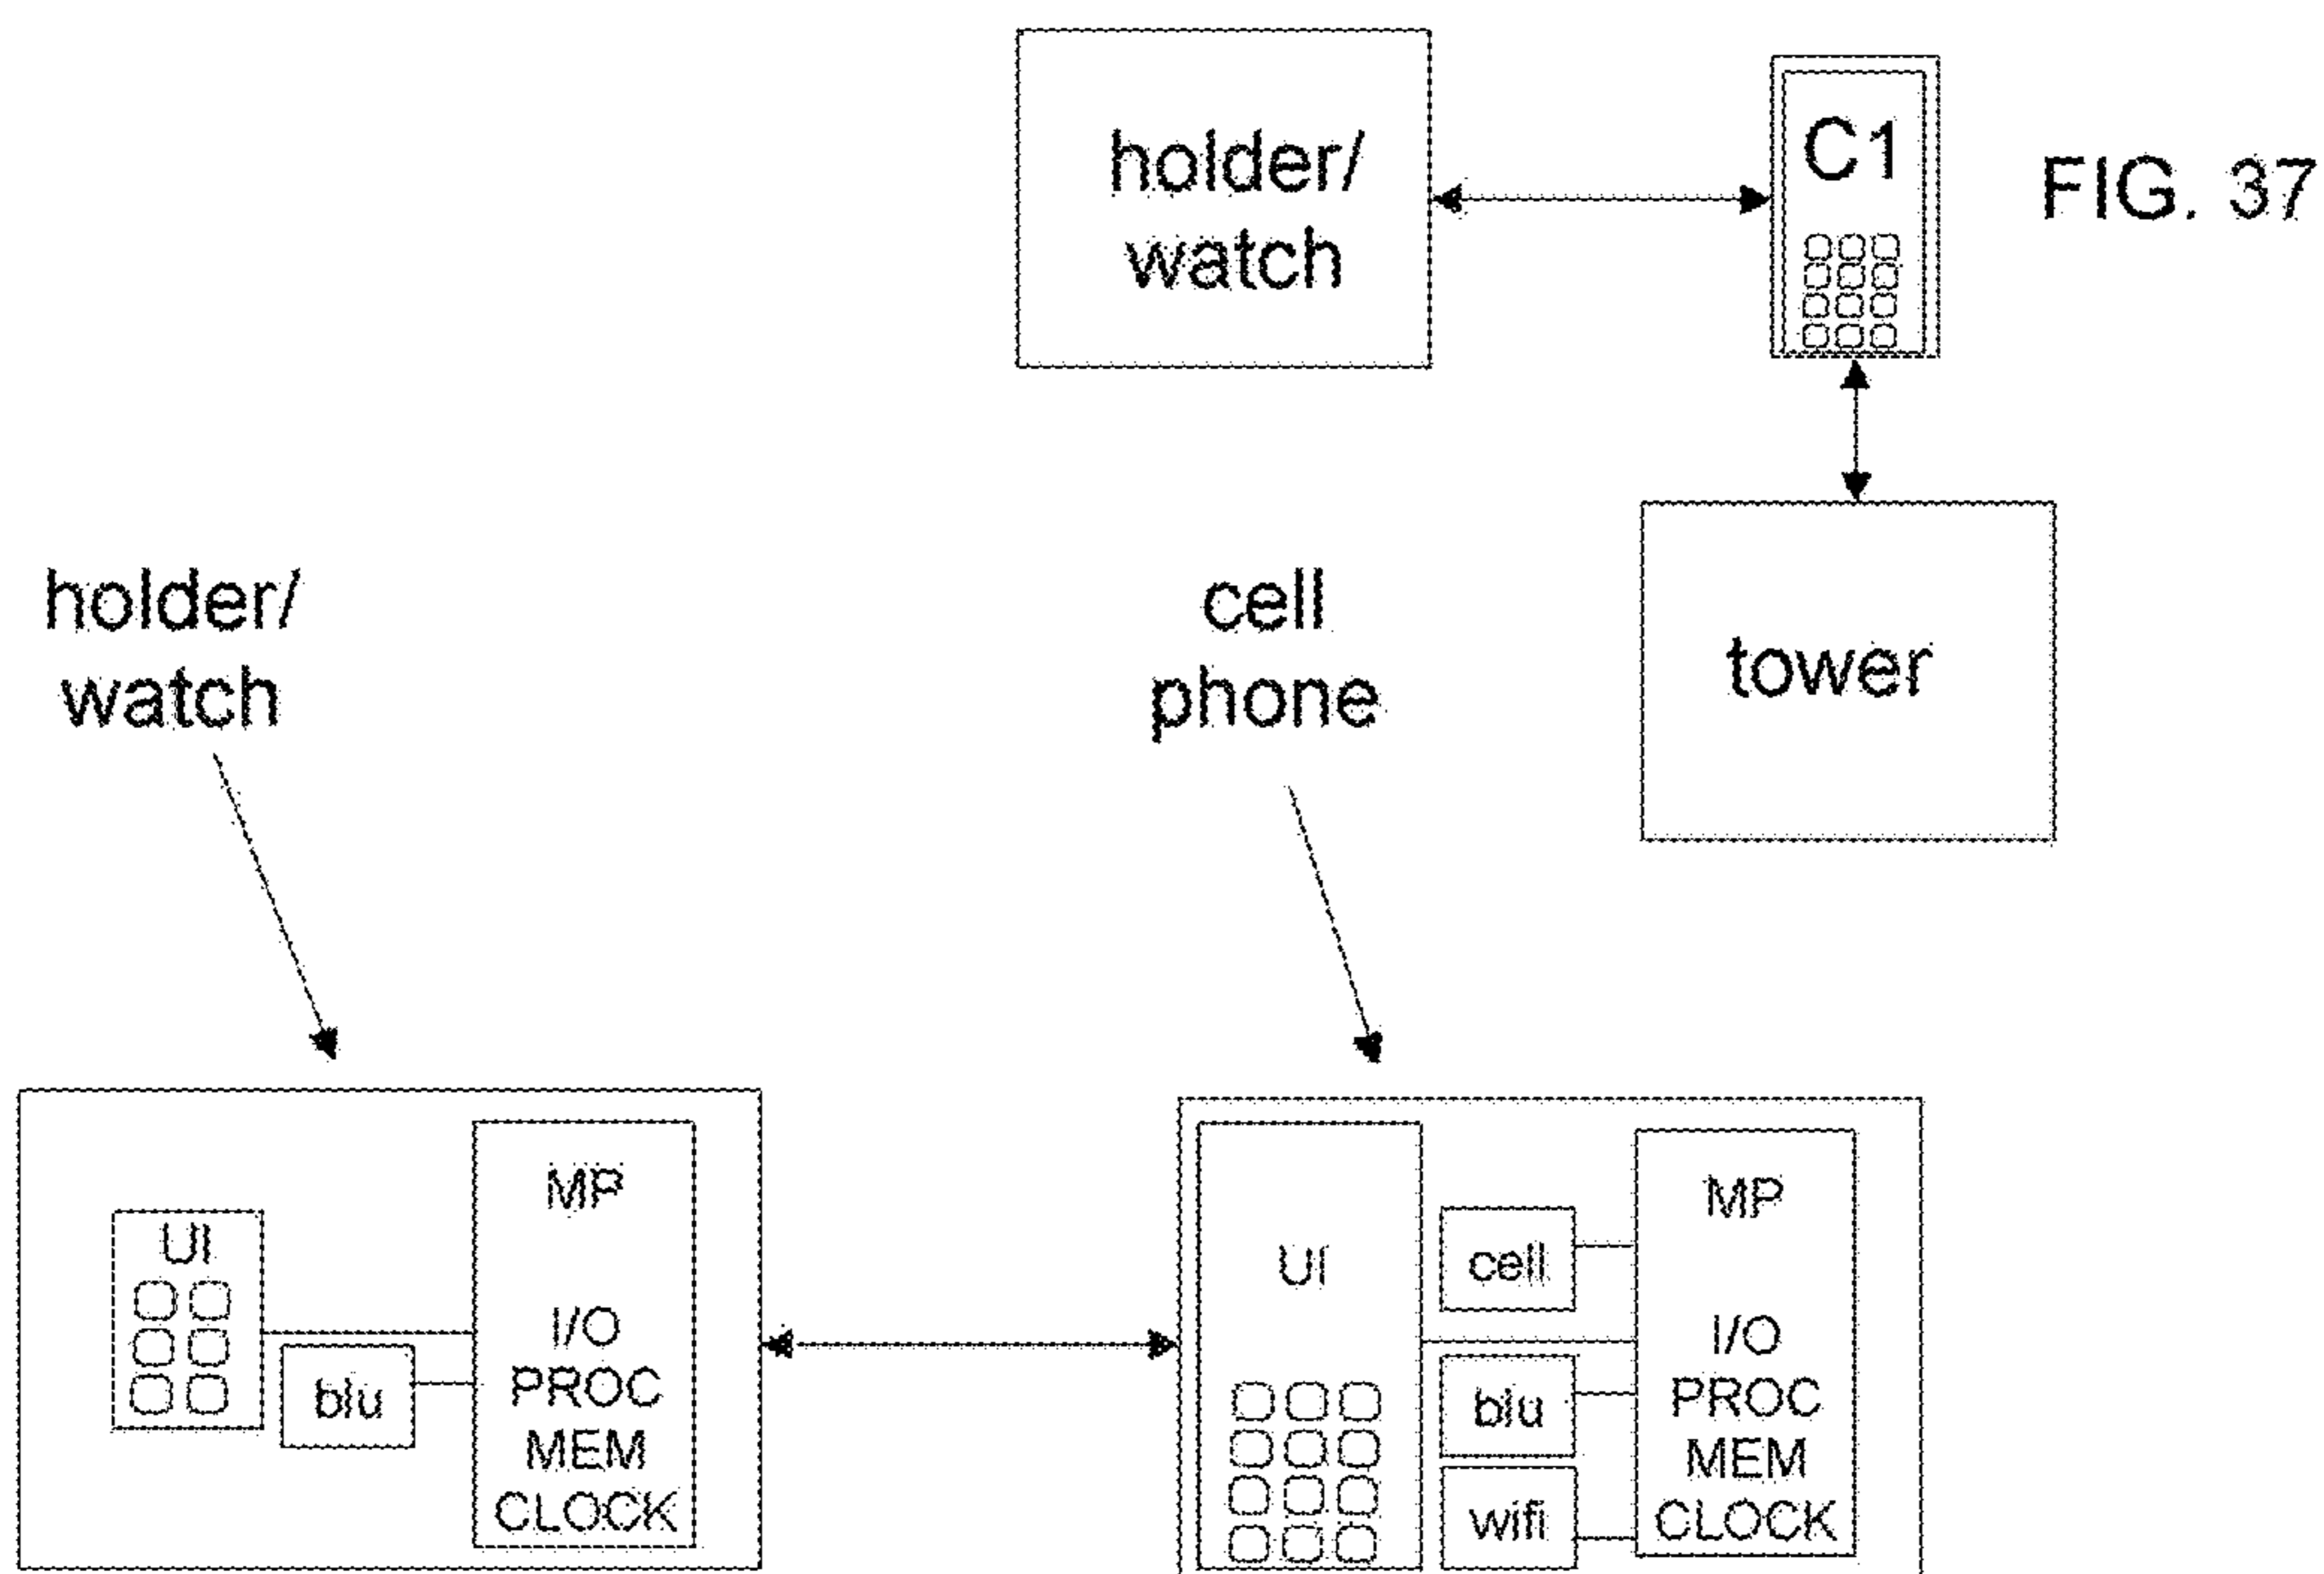 holder/
watch
C1
FIG. 37
tower
holder/
watch
cell
phone
UI
blu
MP
I/O
PROC
MEM
CLOCK
UI
cell
blu
wifi
MP
I/O
PROC
MEM
CLOCK